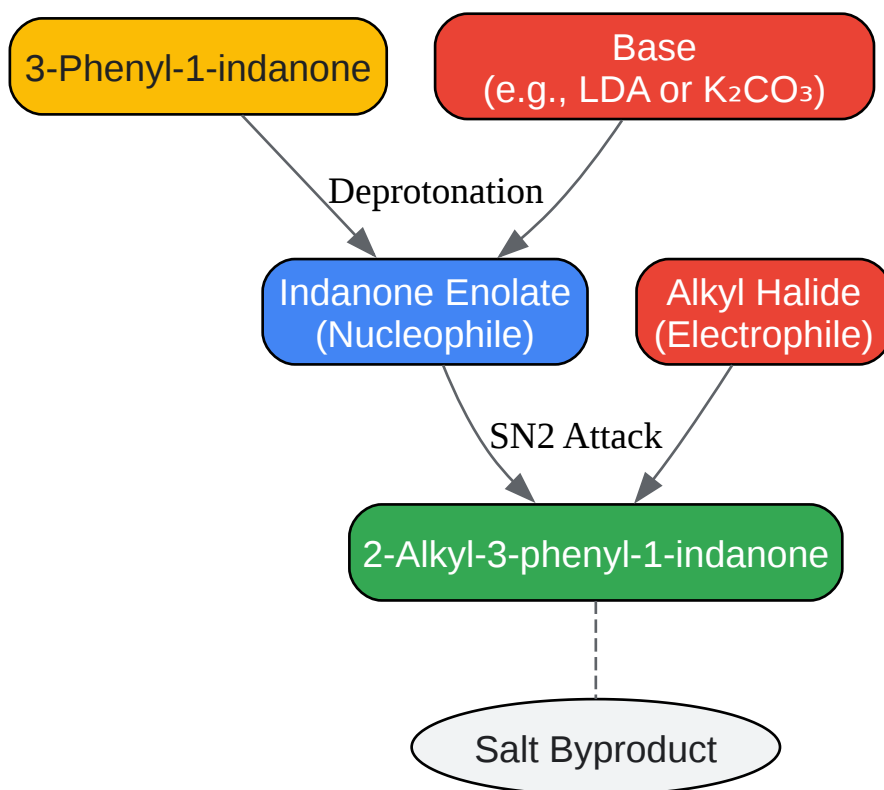 3-Phenyl-1-indanone
Base
(e.g., LDA or K₂CO₃)
Deprotonation
Indanone Enolate
(Nucleophile)
Alkyl Halide
(Electrophile)
SN2 Attack
2-Alkyl-3-phenyl-1-indanone
Salt Byproduct